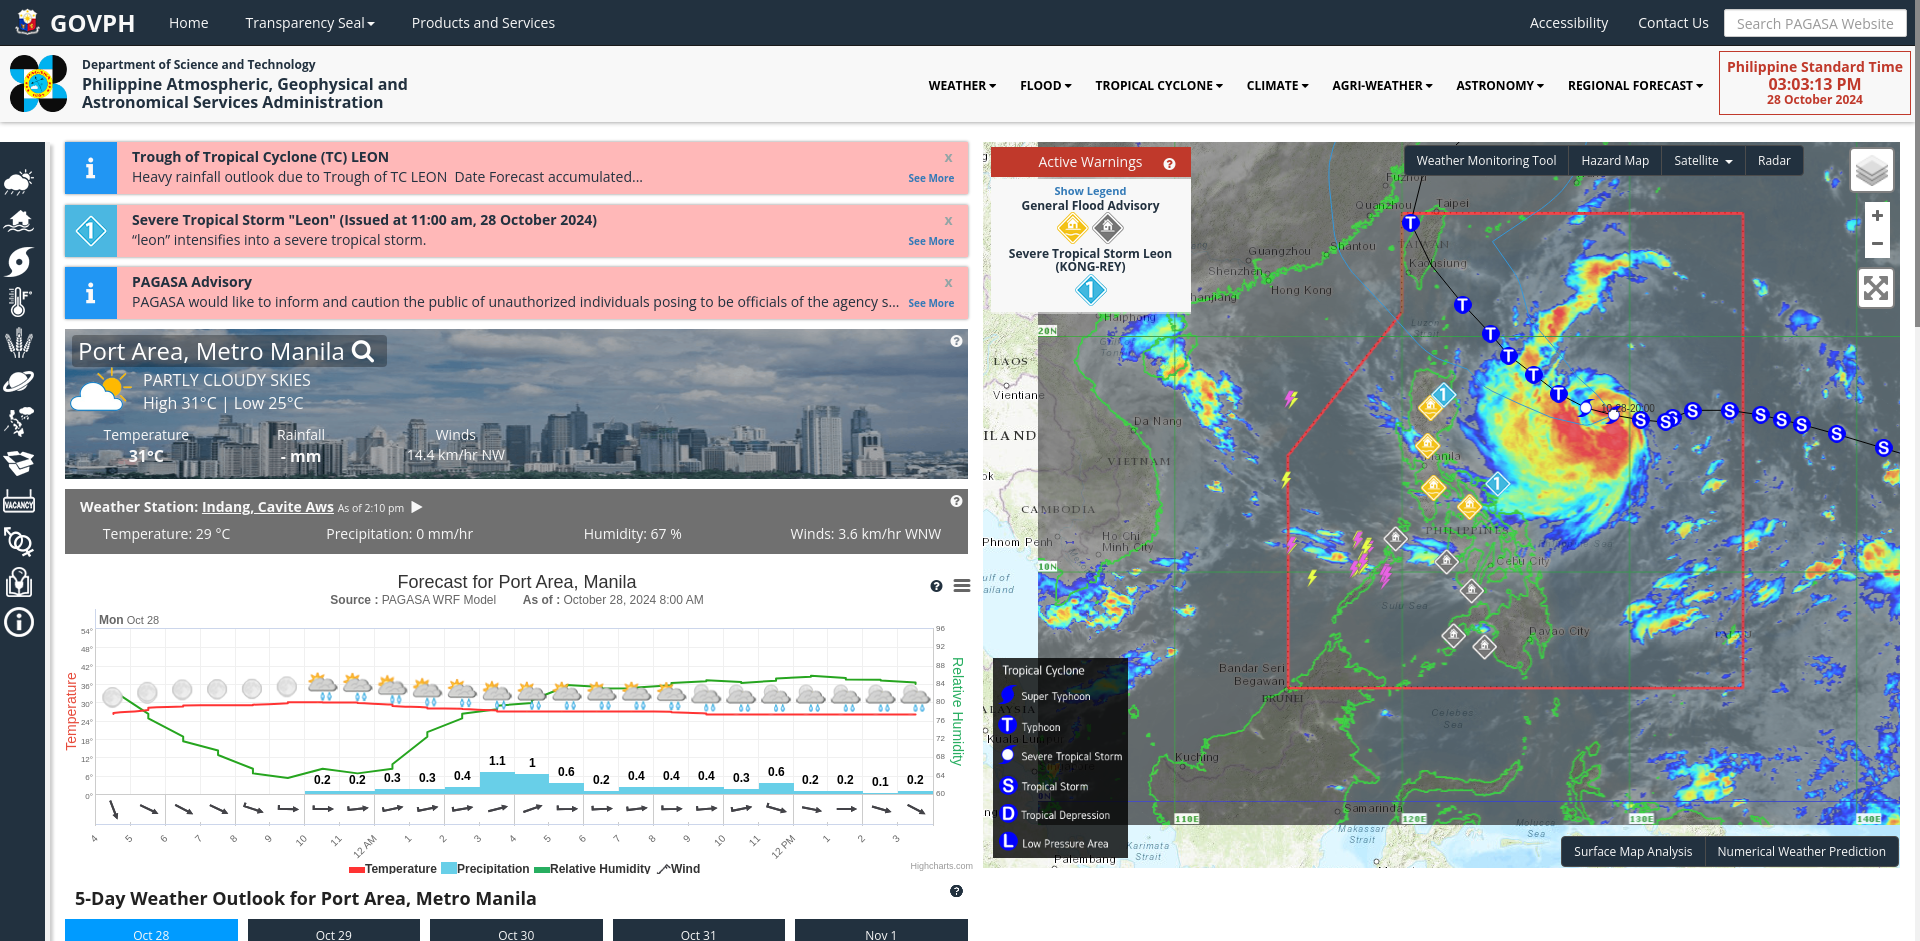 GOVPH
Home
Transparency Seal
Products and Services
Accessibility
Contact Us
Search PAGASA Website
Department of Science and Technology
Philippine Atmospheric, Geophysical and
Astronomical Services Administration
WEATHER
FLOOD
TROPICAL CYCLONE
CLIMATE
AGRI-WEATHER
ASTRONOMY
REGIONAL FORECAST
Philippine Standard Time
03:03:13 PM
28 October 2024
Trough of Tropical Cyclone (TC) LEON
x
Heavy rainfall outlook due to Trough of TC LEON Date Forecast accumulated...
See More
1
Severe Tropical Storm "Leon" (Issued at 11:00 am, 28 October 2024)
x
“leon” intensifies into a severe tropical storm.
See More
PAGASA Advisory
x
PAGASA would like to inform and caution the public of unauthorized individuals posing to be officials of the agency s...
See More
VACANCY
Port Area, Metro Manila
PARTLY CLOUDY SKIES
High 31°C | Low 25°C
Temperature
Rainfall
Winds
31°C
- mm
14.4 km/hr NW
Weather Station: Indang, Cavite Aws As of 2:10 pm
Temperature: 29 °C
Precipitation: 0 mm/hr
Humidity: 67 %
Winds: 3.6 km/hr WNW
Forecast for Port Area, Manila
Source : PAGASA WRF Model As of : October 28, 2024 8:00 AM
Mon Oct 28
Temperature
54°
48°
42°
36°
30°
24°
18°
12°
6°
0°
Relative Humidity
96
92
88
84
80
76
72
68
64
60
0.2 0.2 0.3 0.3 0.4 1.1 1 0.6 0.2 0.4 0.4 0.4 0.3 0.6 0.2 0.2 0.1 0.2
4 5 6 7 8 9 10 11 12 AM 1 2 3 4 5 6 7 8 9 10 11 12 PM 1 2 3
Temperature Precipitation Relative Humidity Wind
Highcharts.com
5-Day Weather Outlook for Port Area, Metro Manila
Oct 28
Oct 29
Oct 30
Oct 31
Nov 1
Active Warnings
Show Legend
General Flood Advisory
Severe Tropical Storm Leon
(KONG-REY)
1
Weather Monitoring Tool
Hazard Map
Satellite
Radar
+
−
Fuzhou
Quanzhou
Taipei
Guangzhou
Shantou
TAIWAN
Shenzhen
Kaohsiung
Hong Kong
hanjiang
Haiphong
20N
LAOS
Vientiane
10-28-20:00
Da Nang
ILAND
Manila
VIETNAM
ok
CAMBODIA
PHILIPPINES
Phnom Penh
Ho Chi
Minh City
Cebu City
10N
ulf of
ailand
Sulu Sea
Davao City
PALAU
Bandar Seri
Begawan
BRUNEI
Celebes
Sea
Kuching
Samarinda
110E
120E
130E
140E
Makassar
Strait
Molucca
Sea
Karimata
Strait
Palembang
Tropical Cyclone
Super Typhoon
T Typhoon
Severe Tropical Storm
S Tropical Storm
D Tropical Depression
L Low Pressure Area
ALAYSIA
Kuala Lum
Surface Map Analysis
Numerical Weather Prediction